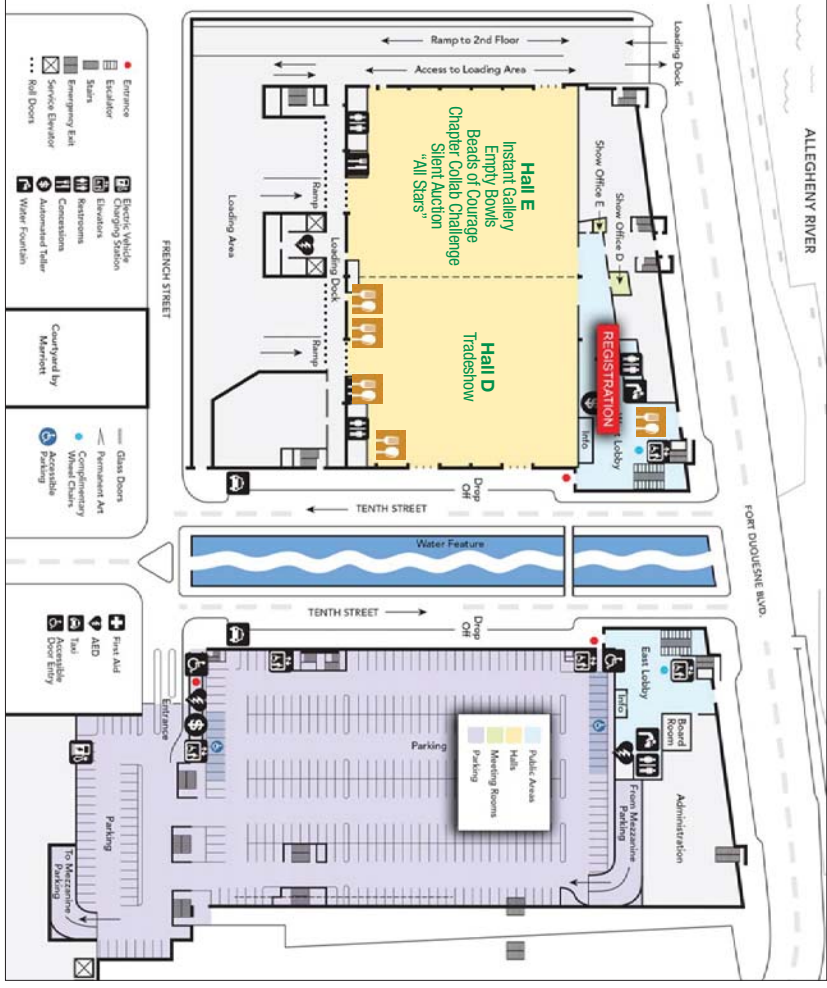 ALLEGHENY RIVER
FORT DUQUESNE BLVD.
Loading Dock
Ramp to 2nd Floor
Access to Loading Area
Show Office E
Show Office D
REGISTRATION
Lobby
Info
Hall E
Instant Gallery
Empty Bowls
Beads of Courage
Chapter Collab Challenge
Silent Auction
“All Stars”
Hall D
Tradeshow
Ramp
Loading Dock
Ramp
Loading Area
FRENCH STREET
Drop Off
TENTH STREET
Water Feature
TENTH STREET
Drop Off
East Lobby
Info
Board Room
Administration
From Mezzanine Parking
Public Areas
Halls
Meeting Rooms
Parking
Parking
Entrance
Parking
To Mezzanine Parking
Entrance
Escalator
Stairs
Emergency Exit
Service Elevator
Roll Doors
Electric Vehicle Charging Station
Elevators
Restrooms
Concessions
Automated Teller
Water Fountain
Courtyard by Marriott
Glass Doors
Permanent Art
Complimentary Wheel Chairs
Accessible Parking
First Aid
AED
Taxi
Accessible Door Entry